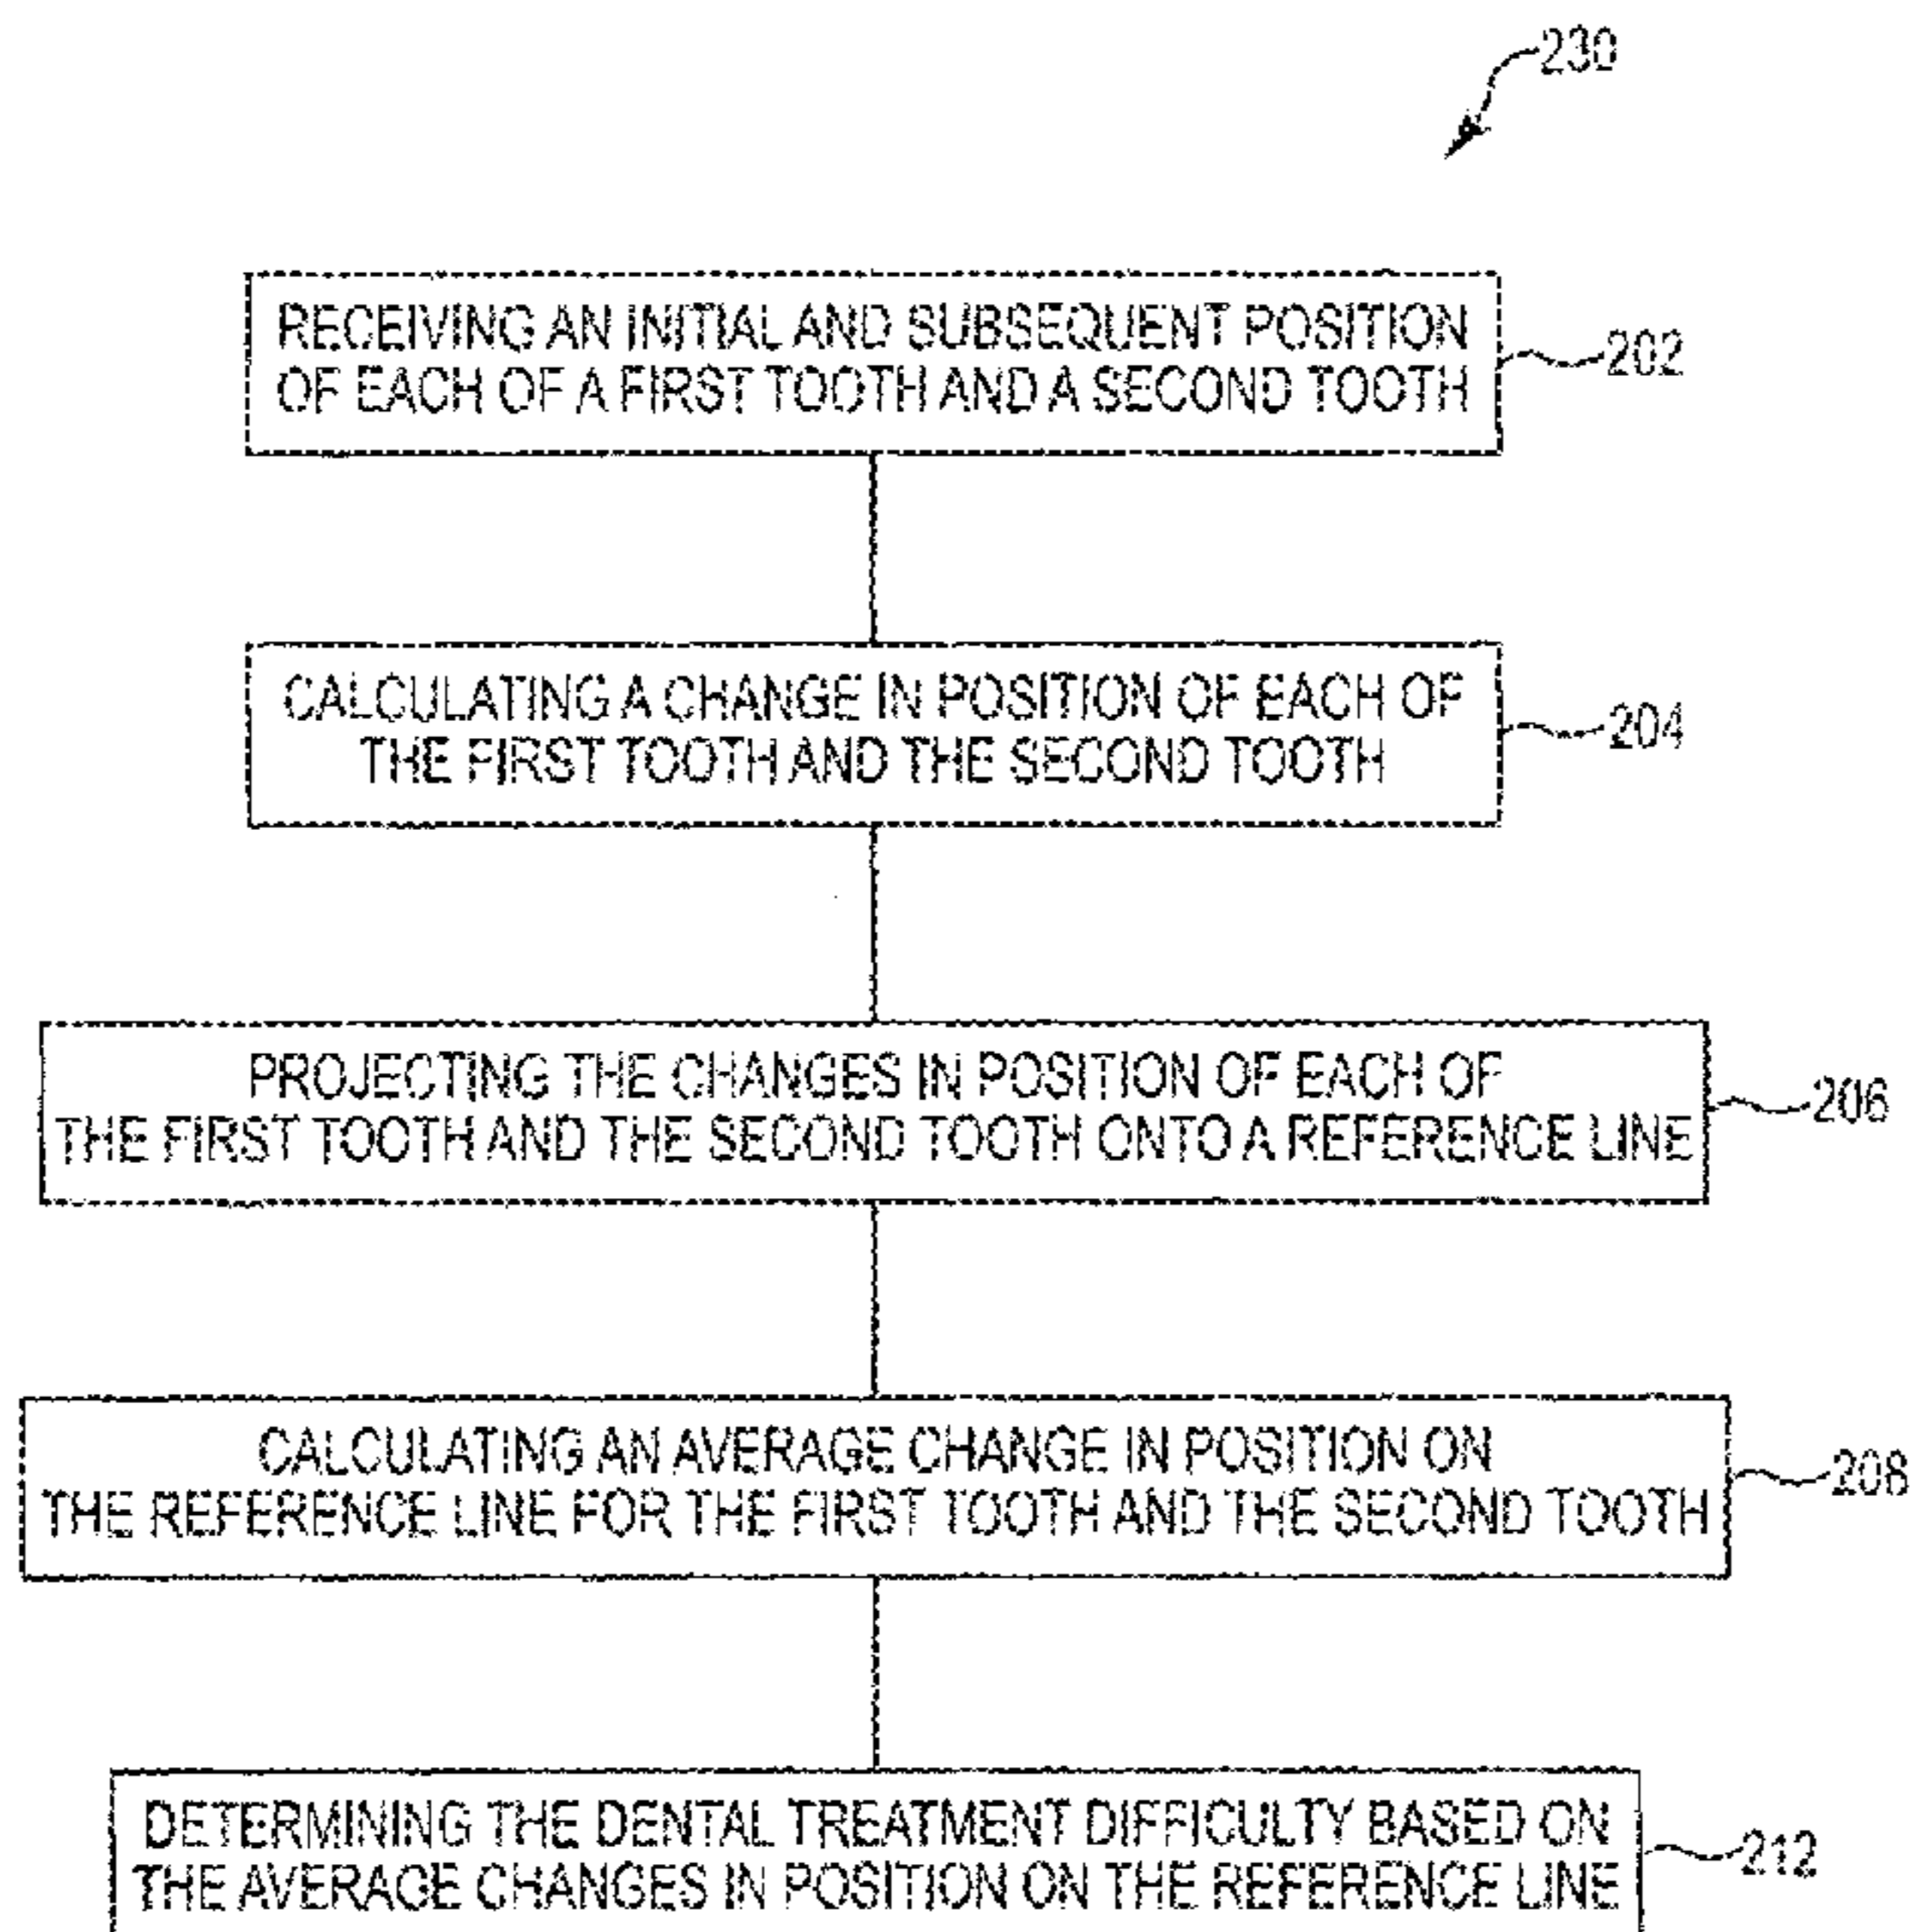 230
RECEIVING AN INITIAL AND SUBSEQUENT POSITION
OF EACH OF A FIRST TOOTH AND A SECOND TOOTH
202
CALCULATING A CHANGE IN POSITION OF EACH OF
THE FIRST TOOTH AND THE SECOND TOOTH
204
PROJECTING THE CHANGES IN POSITION OF EACH OF
THE FIRST TOOTH AND THE SECOND TOOTH ONTO A REFERENCE LINE
206
CALCULATING AN AVERAGE CHANGE IN POSITION ON
THE REFERENCE LINE FOR THE FIRST TOOTH AND THE SECOND TOOTH
208
DETERMINING THE DENTAL TREATMENT DIFFICULTY BASED ON
THE AVERAGE CHANGES IN POSITION ON THE REFERENCE LINE
212